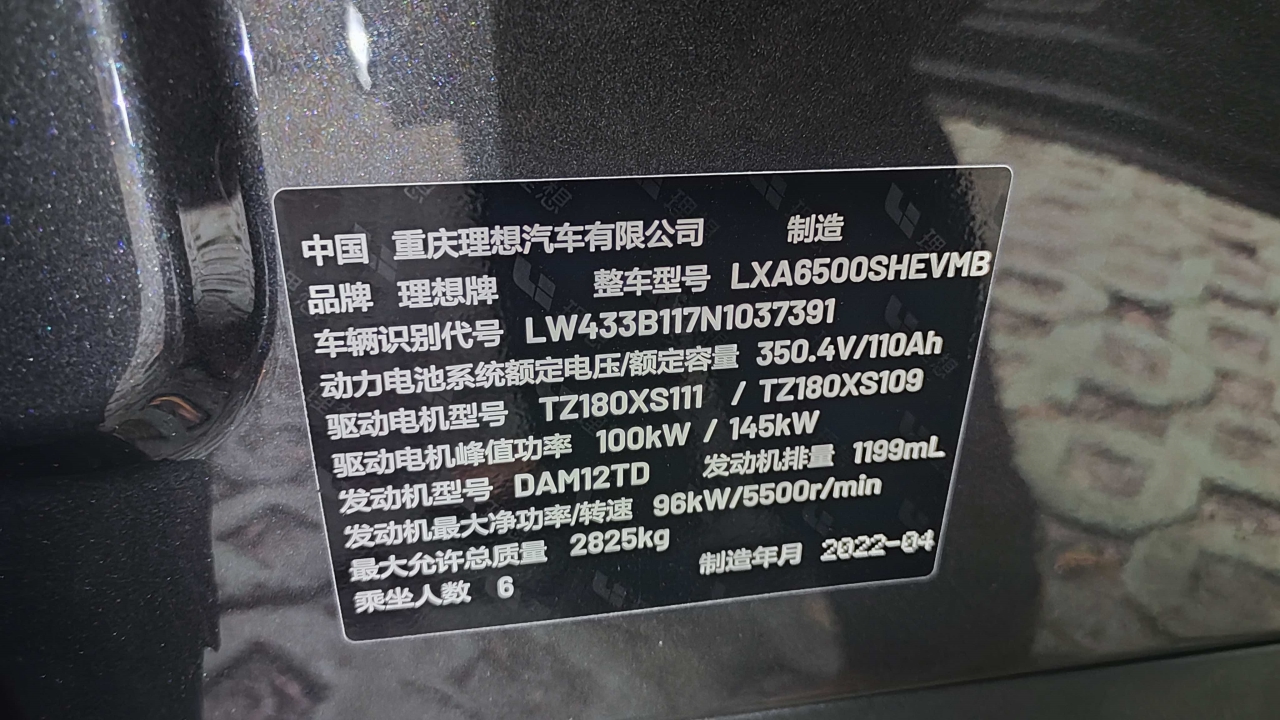 中国 重庆理想汽车有限公司 制造
品牌 理想牌 整车型号 LXA6500SHEVMB
车辆识别代号 LW433B117N1037391
动力电池系统额定电压/额定容量 350.4V/110Ah
驱动电机型号 TZ180XS111 / TZ180XS109
驱动电机峰值功率 100kW / 145kW
发动机型号 DAM12TD 发动机排量 1199mL
发动机最大净功率/转速 96kW/5500r/min
最大允许总质量 2825kg
乘坐人数 6 制造年月 2022-04